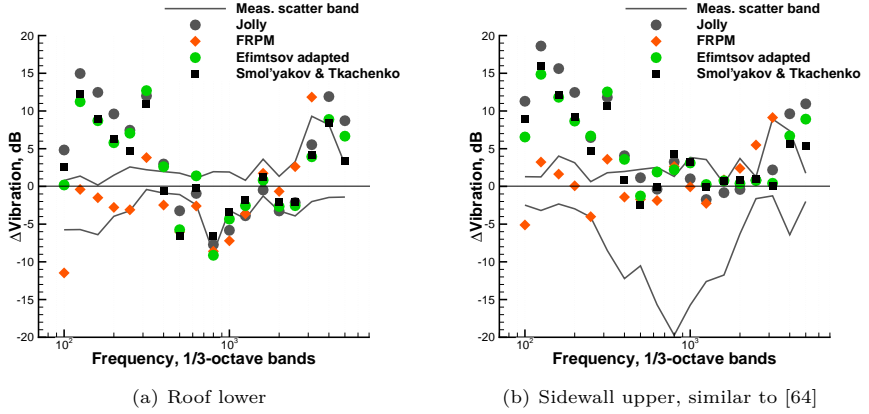 Meas. scatter band
Jolly
FRPM
Efimtsov adapted
Smol'yakov & Tkachenko
20
15
10
5
0
-5
-10
-15
-20
ΔVibration, dB
10²
10³
Frequency, 1/3-octave bands
(a) Roof lower
Meas. scatter band
Jolly
FRPM
Efimtsov adapted
Smol'yakov & Tkachenko
20
15
10
5
0
-5
-10
-15
-20
ΔVibration, dB
10²
10³
Frequency, 1/3-octave bands
(b) Sidewall upper, similar to [64]